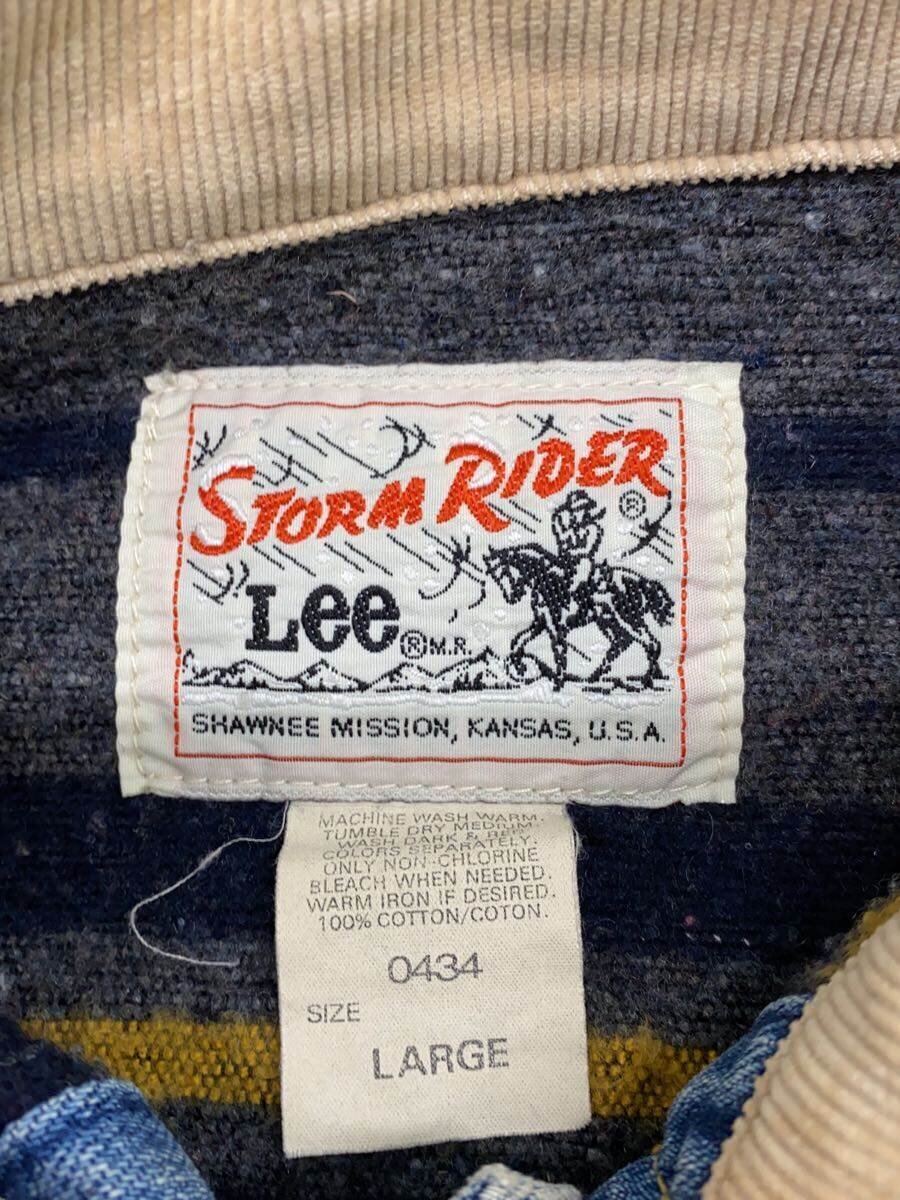 STORM RIDER
®
Lee ® M.R.
SHAWNEE MISSION, KANSAS, U.S.A.
MACHINE WASH WARM.
TUMBLE DRY MEDIUM.
WASH DARK & REV.
COLORS SEPARATELY.
ONLY NON-CHLORINE
BLEACH WHEN NEEDED.
WARM IRON IF DESIRED.
100% COTTON/COTON.
0434
SIZE
LARGE